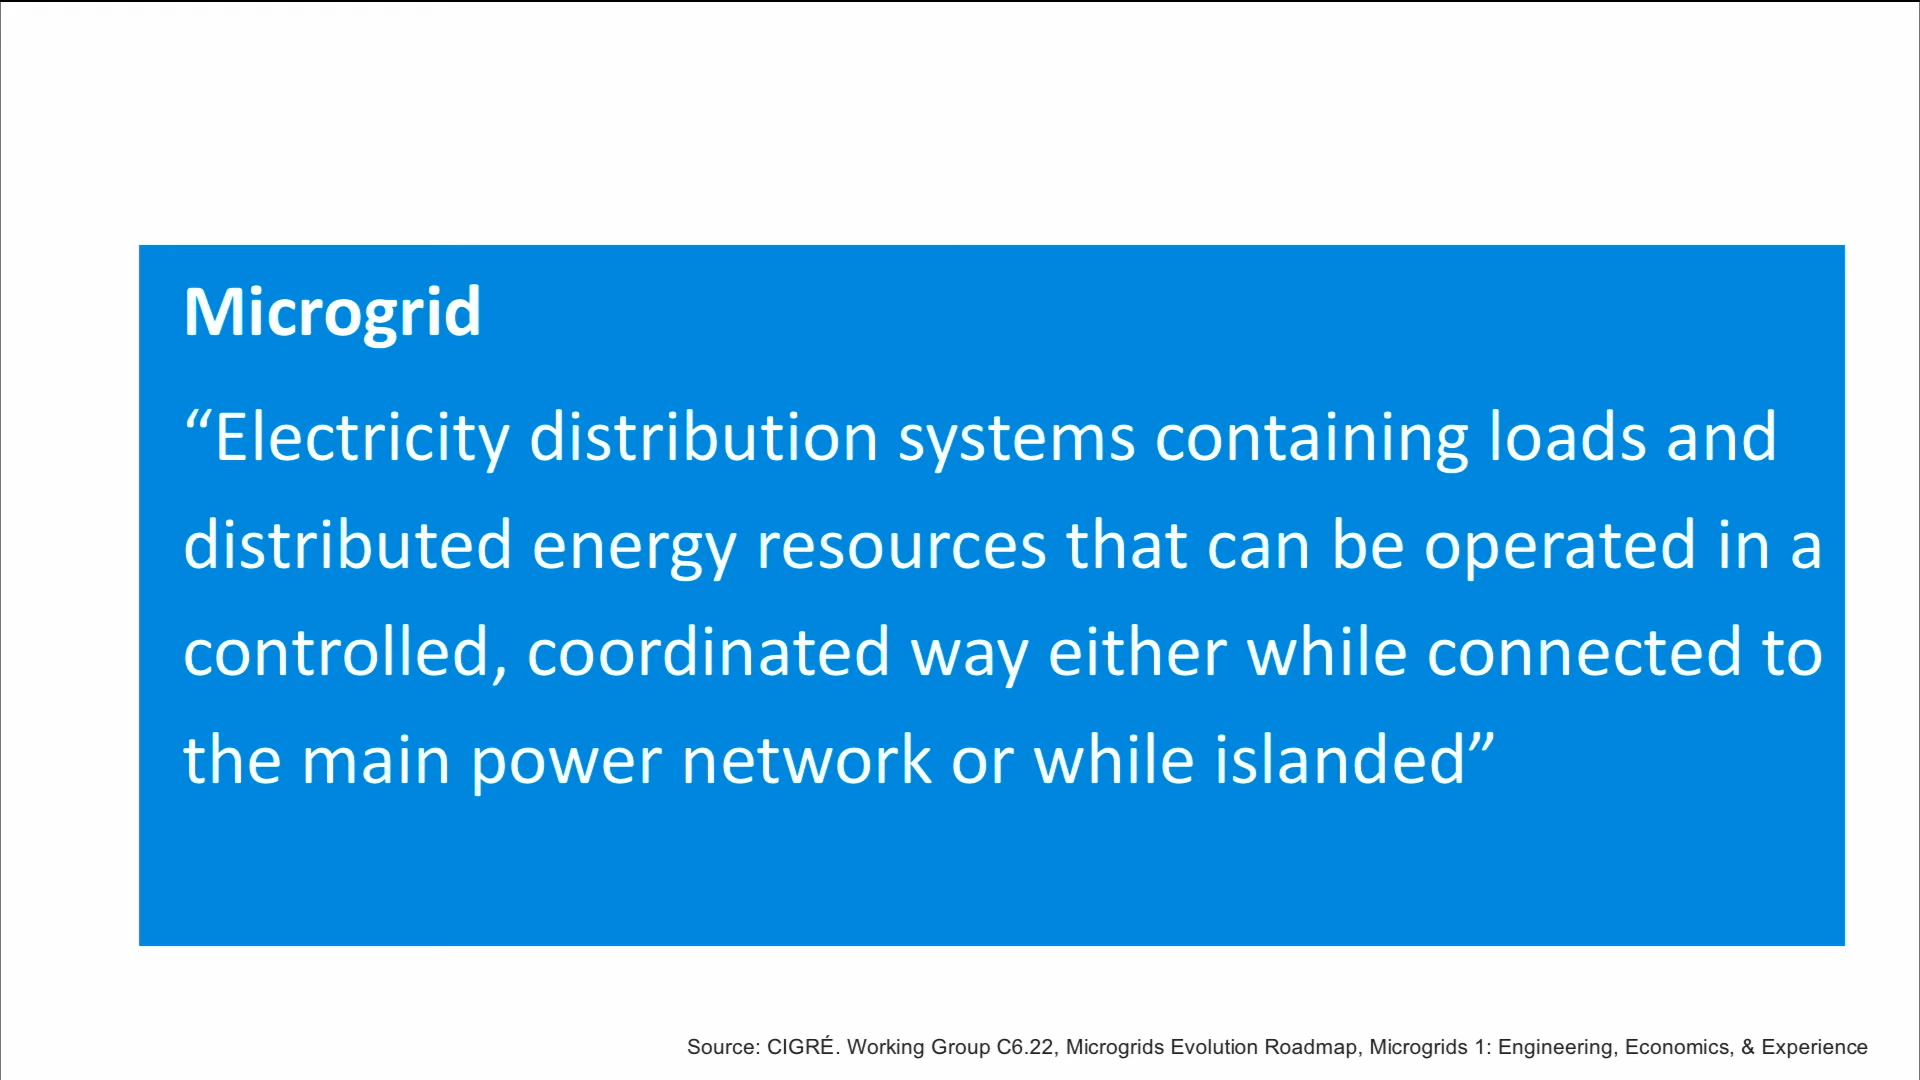 Microgrid
“Electricity distribution systems containing loads and
distributed energy resources that can be operated in a
controlled, coordinated way either while connected to
the main power network or while islanded”
Source: CIGRÉ. Working Group C6.22, Microgrids Evolution Roadmap, Microgrids 1: Engineering, Economics, & Experience